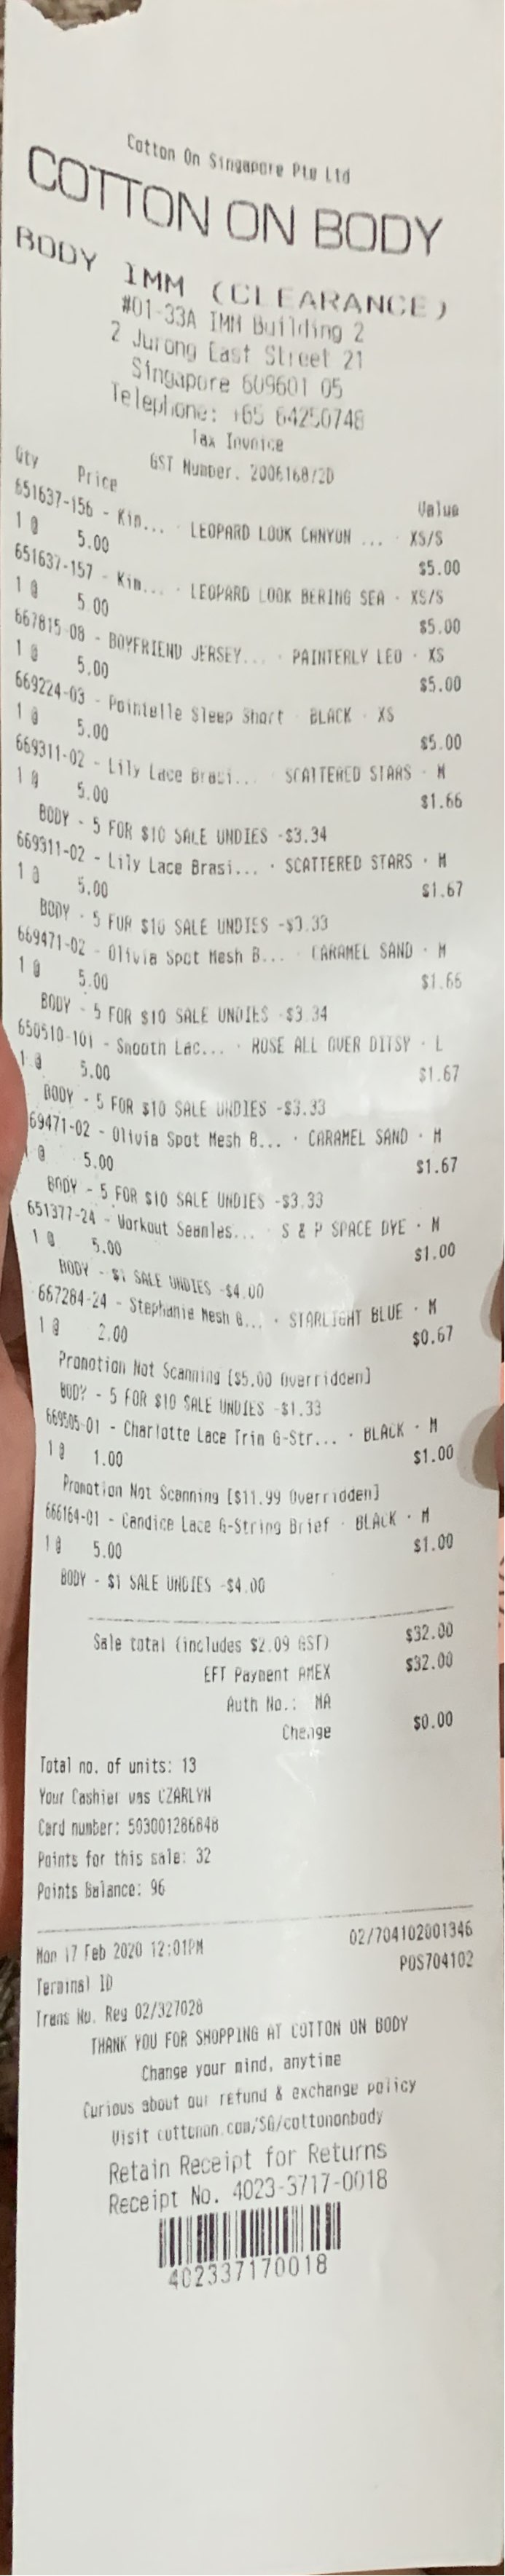 Cotton On Singapore Pte Ltd
COTTON ON BODY
BODY IMM (CLEARANCE)
#01-33A IMM Building 2
2 Jurong East Street 21
Singapore 609601 05
Telephone: +65 64250748
Tax Invoice
GST Number. 200616872D
Qty Price Value
651637-156 - Kim... · LEOPARD LOOK CANYON ... · XS/S
1 @ 5.00 $5.00
651637-157 - Kim... · LEOPARD LOOK BERING SEA · XS/S
1 @ 5.00 $5.00
667815-08 - BOYFRIEND JERSEY... · PAINTERLY LEO · XS
1 @ 5.00 $5.00
669224-03 - Pointelle Sleep Short · BLACK · XS
1 @ 5.00 $5.00
669311-02 - Lily Lace Brasi... · SCATTERED STARS · M
1 @ 5.00 $1.66
BODY - 5 FOR $10 SALE UNDIES -$3.34
669311-02 - Lily Lace Brasi... · SCATTERED STARS · M
1 @ 5.00 $1.67
BODY - 5 FOR $10 SALE UNDIES -$3.33
669471-02 - Olivia Spot Mesh B... · CARAMEL SAND · M
1 @ 5.00 $1.66
BODY - 5 FOR $10 SALE UNDIES -$3.34
650510-101 - Smooth Lac... · ROSE ALL OVER DITSY · L
1 @ 5.00 $1.67
BODY - 5 FOR $10 SALE UNDIES -$3.33
69471-02 - Olivia Spot Mesh B... · CARAMEL SAND · M
@ 5.00 $1.67
BODY - 5 FOR $10 SALE UNDIES -$3.33
651377-24 - Workout Seamles... · S & P SPACE DYE · M
1 @ 5.00 $1.00
BODY - $1 SALE UNDIES -$4.00
667284-24 - Stephanie Mesh B... · STARLIGHT BLUE · M
1 @ 2.00 $0.67
Promotion Not Scanning [$5.00 Overridden]
BODY - 5 FOR $10 SALE UNDIES -$1.33
669505-01 - Charlotte Lace Trim G-Str... · BLACK · M
1 @ 1.00 $1.00
Promotion Not Scanning [$11.99 Overridden]
666164-01 - Candice Lace G-String Brief · BLACK · M
1 @ 5.00 $1.00
BODY - $1 SALE UNDIES -$4.00
Sale total (includes $2.09 GST) $32.00
EFT Payment AMEX $32.00
Auth No.: NA
Change $0.00
Total no. of units: 13
Your Cashier was CZARLYN
Card number: 503001286848
Points for this sale: 32
Points Balance: 96
Mon 17 Feb 2020 12:01PM 02/704102001346
Terminal ID POS704102
Trans No. Reg 02/327028
THANK YOU FOR SHOPPING AT COTTON ON BODY
Change your mind, anytime
Curious about our refund & exchange policy
Visit cottonon.com/SG/cottononbody
Retain Receipt for Returns
Receipt No. 4023-3717-0018
402337170018